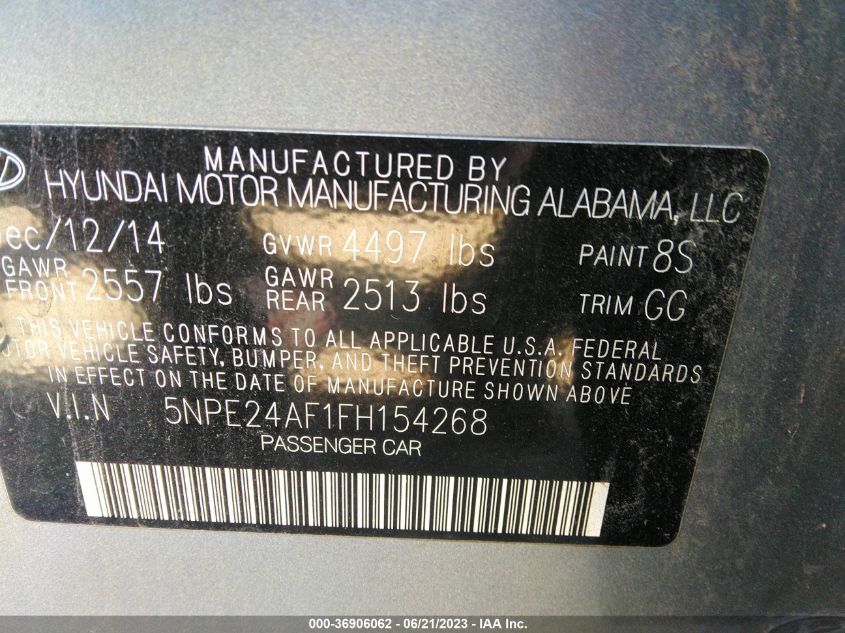 MANUFACTURED BY
HYUNDAI MOTOR MANUFACTURING ALABAMA, LLC
ec/12/14 GVWR 4497 lbs PAINT 8S
GAWR FRONT 2557 lbs GAWR REAR 2513 lbs TRIM GG
THIS VEHICLE CONFORMS TO ALL APPLICABLE U.S.A. FEDERAL
OTOR VEHICLE SAFETY, BUMPER, AND THEFT PREVENTION STANDARDS
IN EFFECT ON THE DATE OF MANUFACTURE SHOWN ABOVE
V.I.N 5NPE24AF1FH154268
PASSENGER CAR
000-36906062 - 06/21/2023 - IAA Inc.